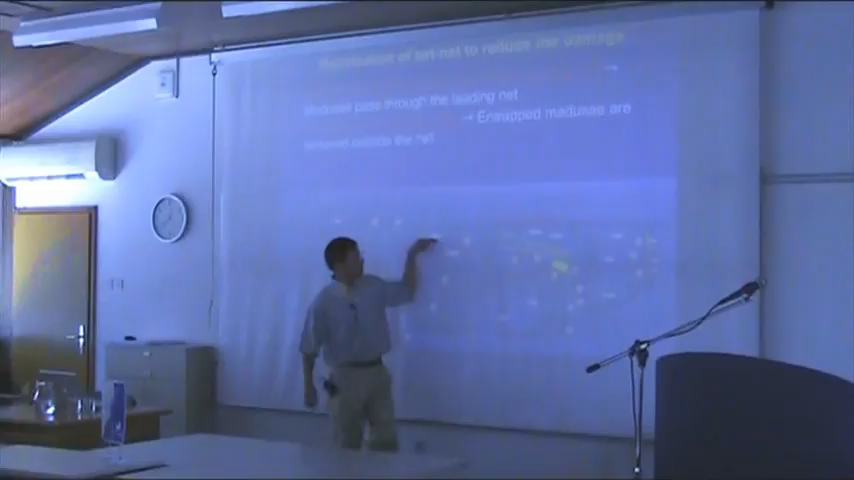 Modification of set-net to reduce the damage
Medusae pass through the leading net
→ Entrapped medusae are
released outside the net